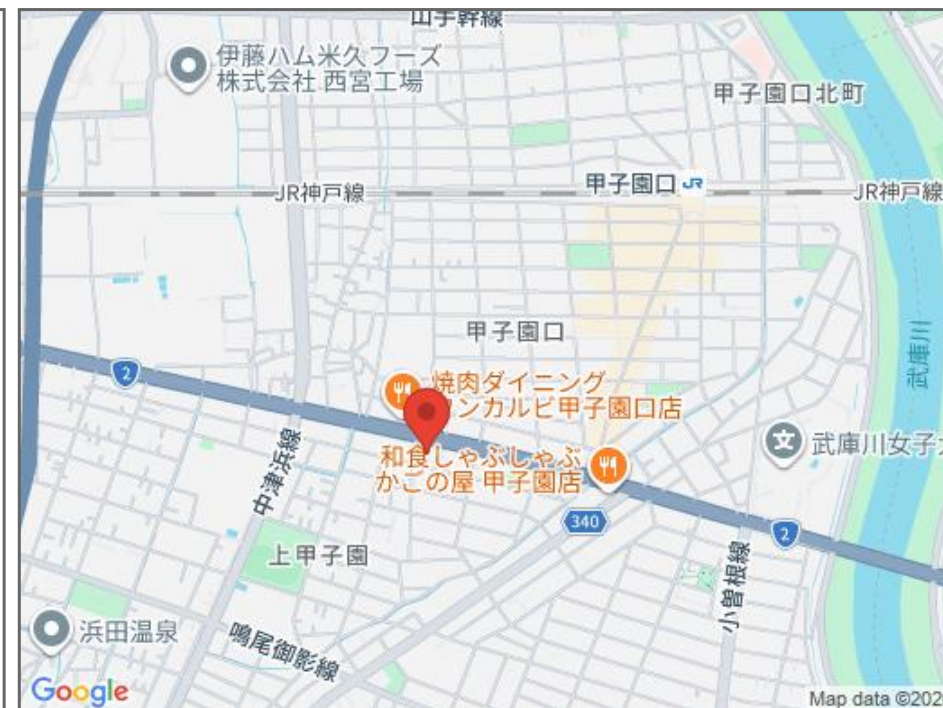 山手幹線
伊藤ハム米久フーズ
株式会社 西宮工場
甲子園口北町
JR神戸線
甲子園口 JR
JR神戸線
甲子園口
武庫川
2
焼肉ダイニング
ンカルビ甲子園口店
和食しゃぶしゃぶ
かごの屋 甲子園店
武庫川女子
中津浜線
340
2
上甲子園
小曽根線
浜田温泉
鳴尾御影線
Google
Map data ©202